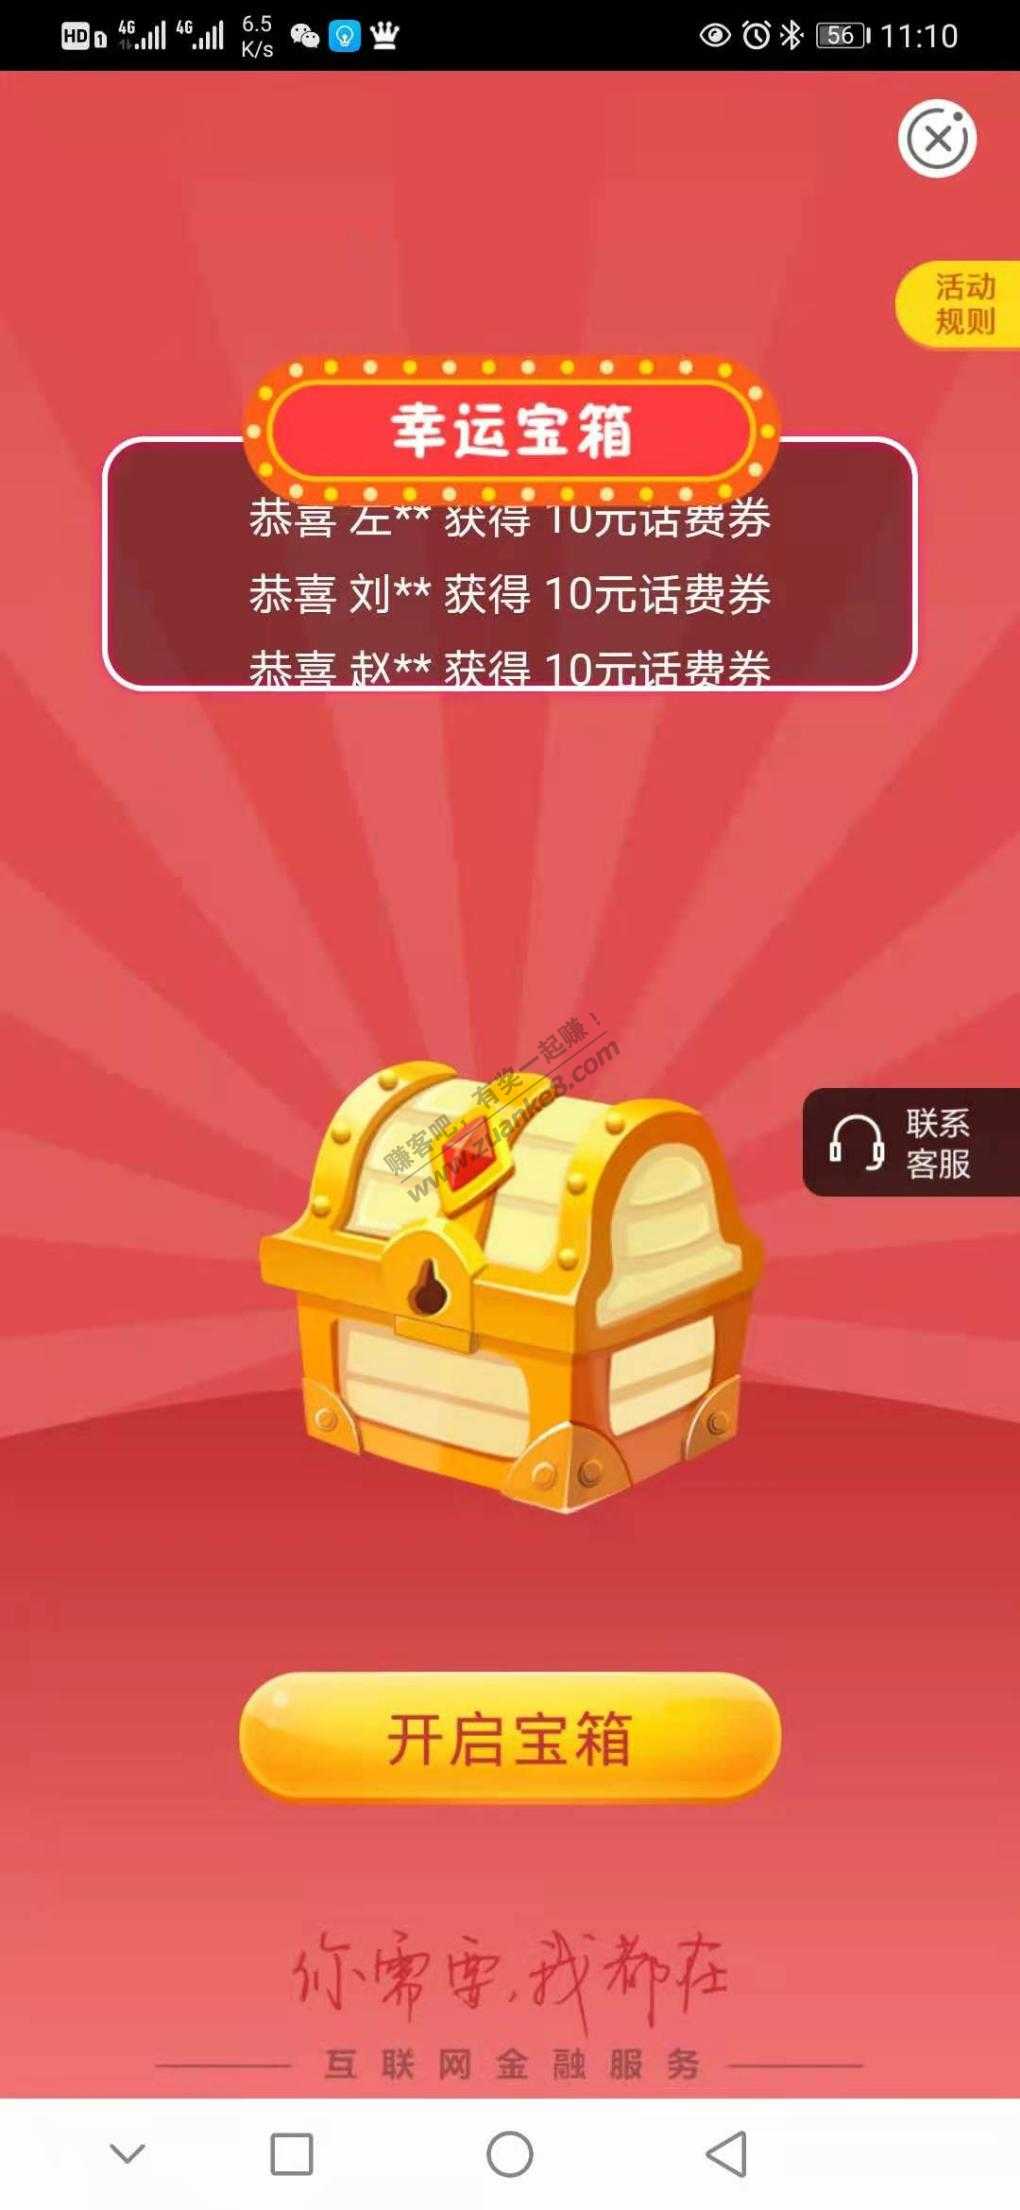 HD 1 4G 4G 6.5 K/s 56 11:10
活动
规则
幸运宝箱
恭喜 左** 获得 10元话费券
恭喜 刘** 获得 10元话费券
恭喜 赵** 获得 10元话费券
赚客吧，有奖一起赚！
www.zuanke8.com
联系
客服
开启宝箱
你需要,我都在
互联网金融服务